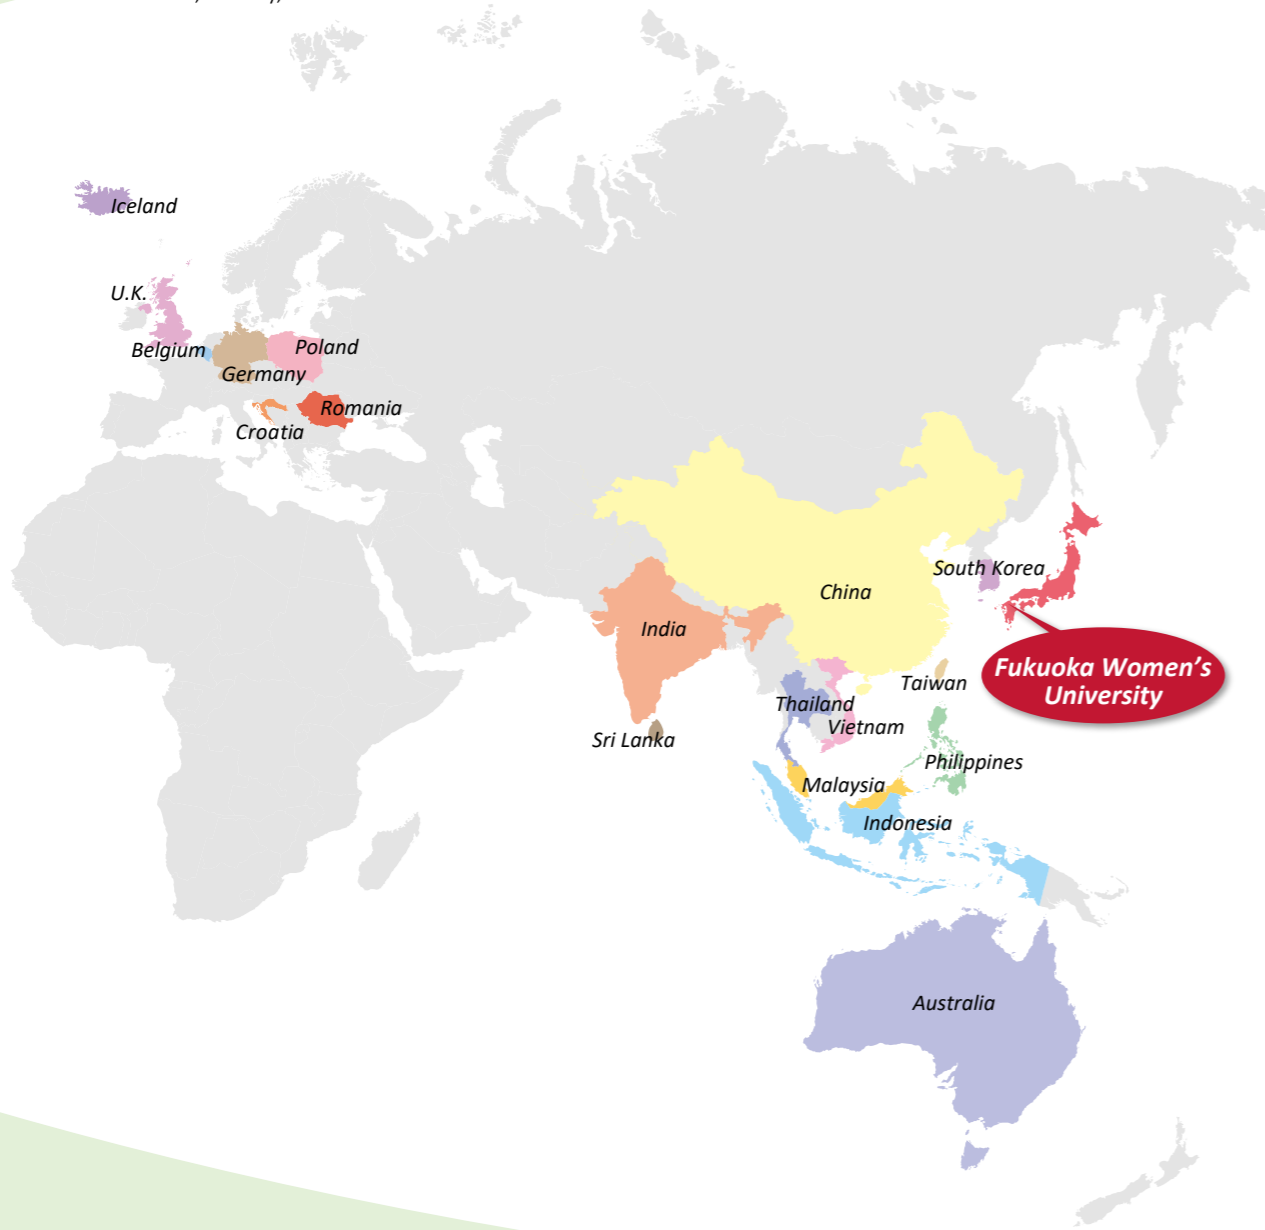 Iceland
U.K.
Belgium
Poland
Germany
Romania
Croatia
South Korea
China
India
Fukuoka Women's
University
Taiwan
Thailand
Vietnam
Sri Lanka
Philippines
Malaysia
Indonesia
Australia